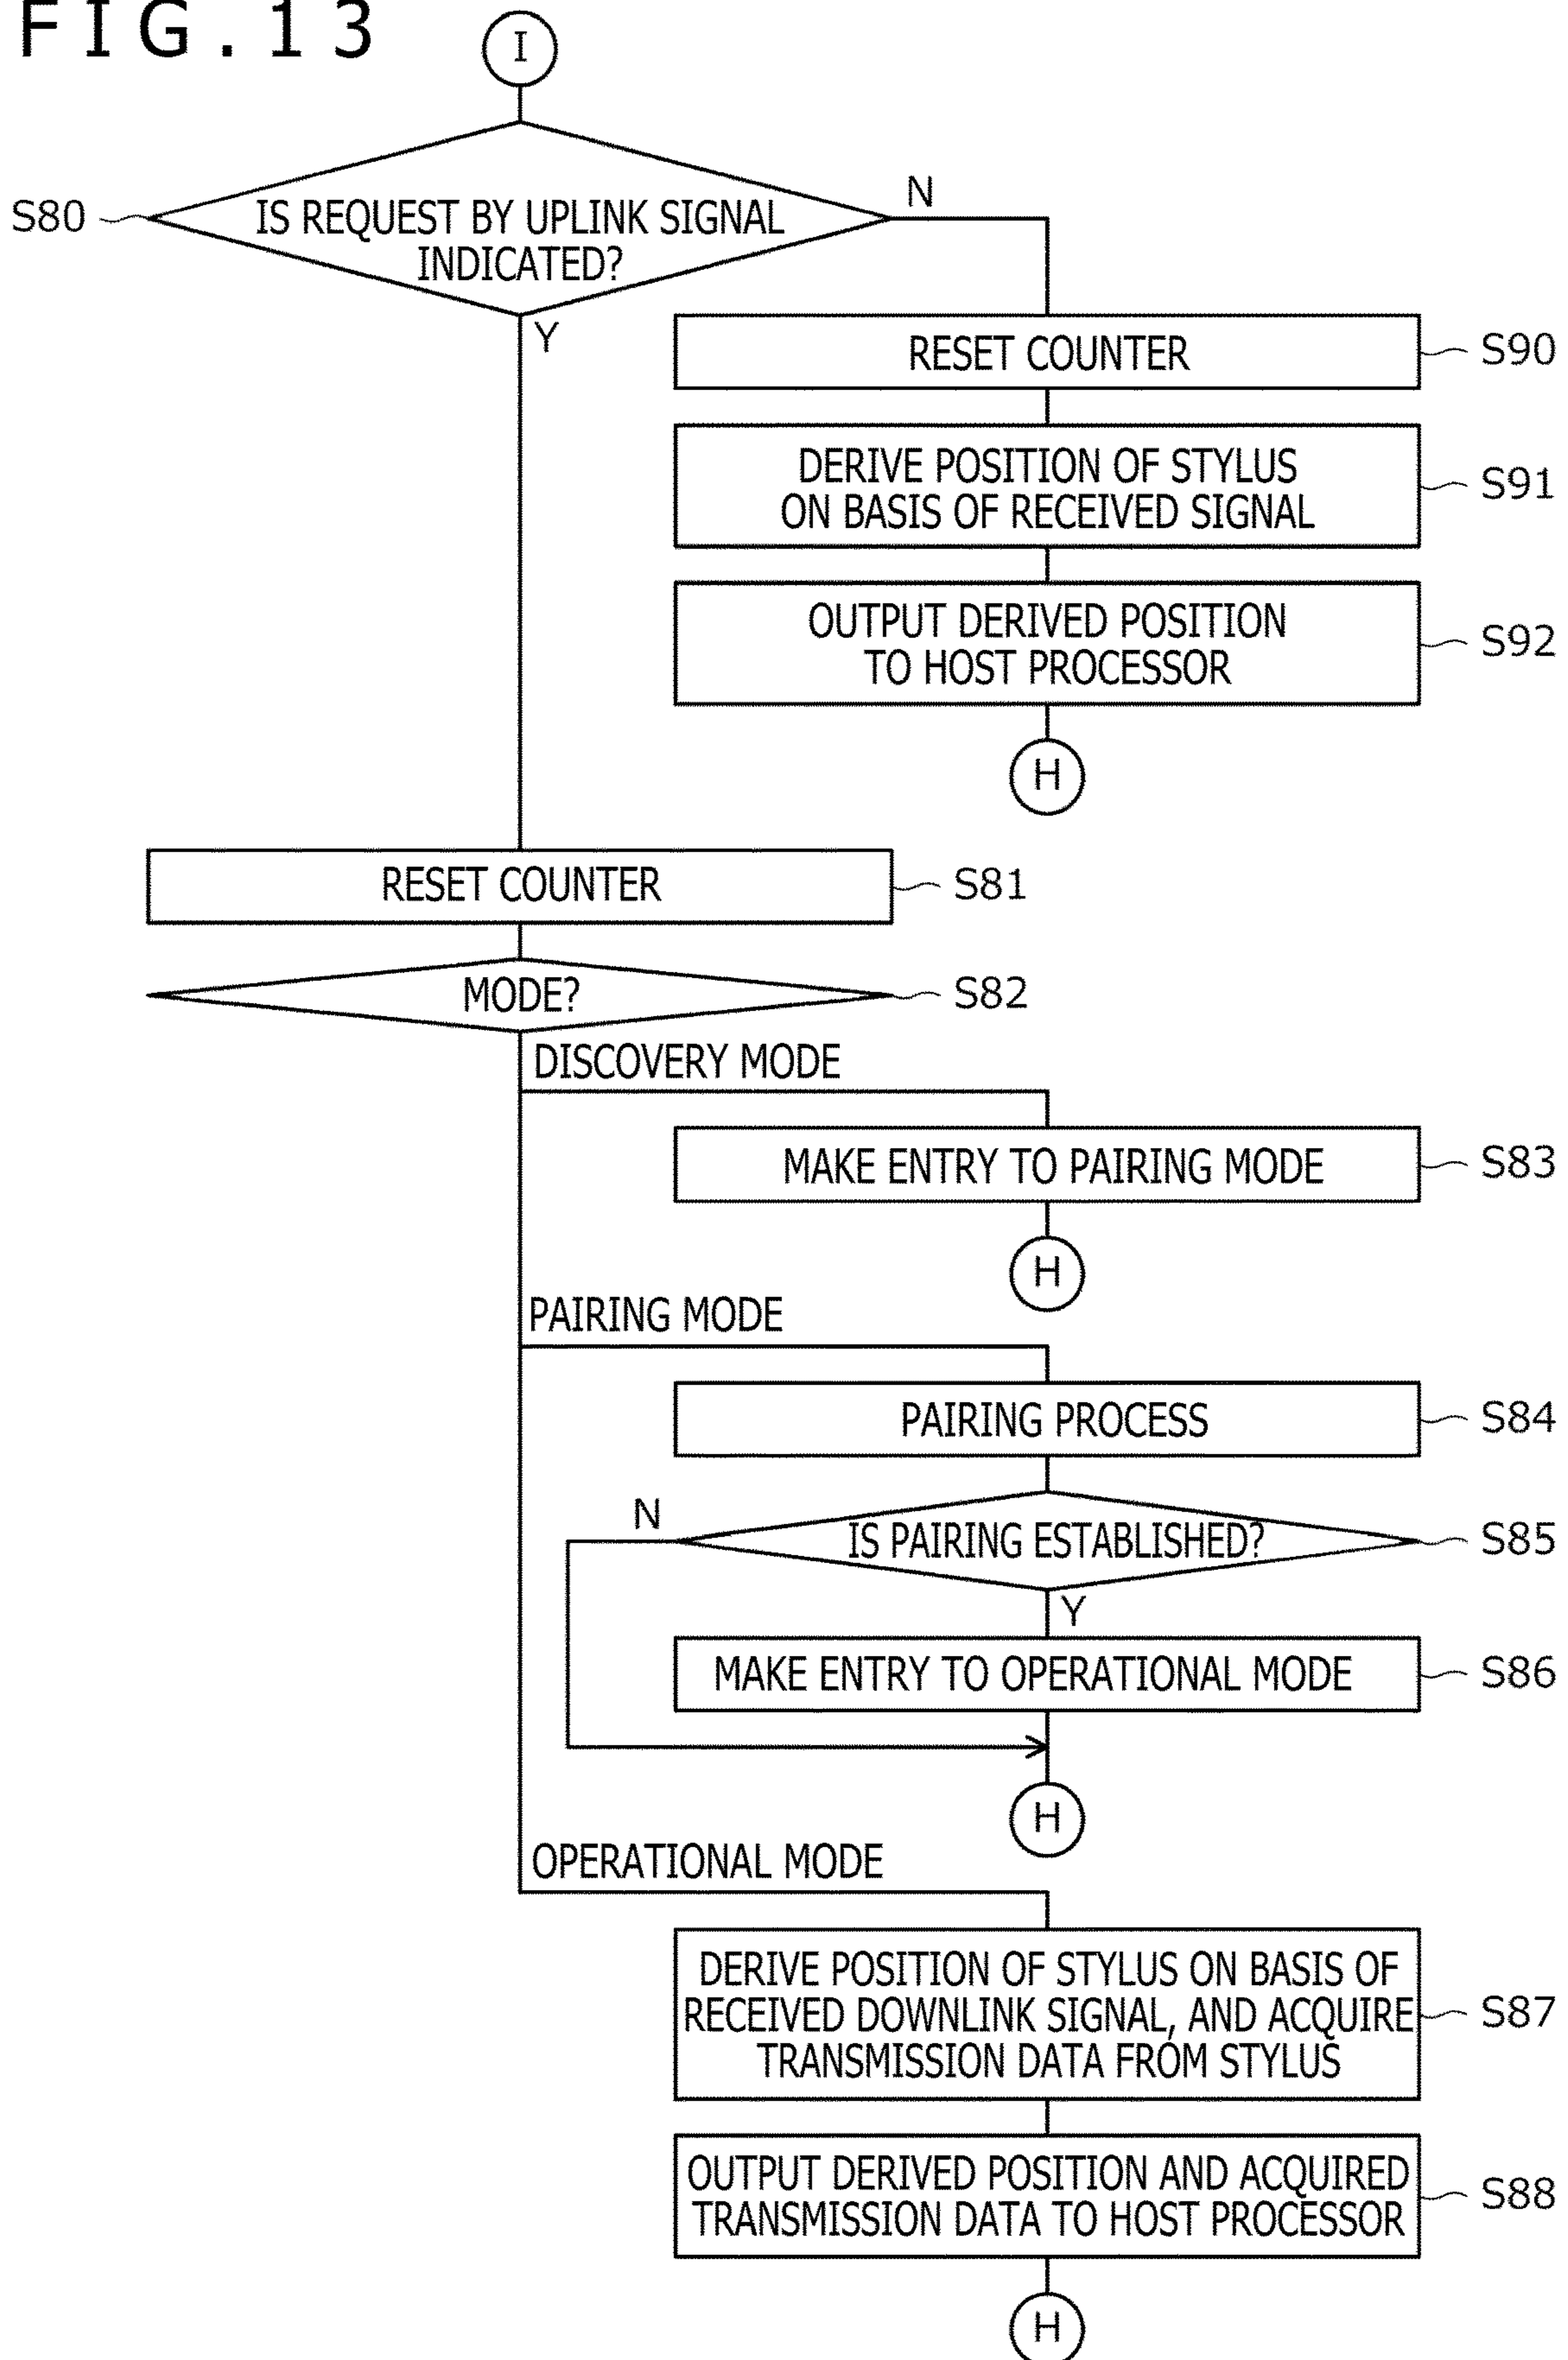 FIG.13
I
S80
IS REQUEST BY UPLINK SIGNAL
INDICATED?
N
Y
RESET COUNTER
S90
DERIVE POSITION OF STYLUS
ON BASIS OF RECEIVED SIGNAL
S91
OUTPUT DERIVED POSITION
TO HOST PROCESSOR
S92
H
RESET COUNTER
S81
MODE?
S82
DISCOVERY MODE
MAKE ENTRY TO PAIRING MODE
S83
H
PAIRING MODE
PAIRING PROCESS
S84
N
IS PAIRING ESTABLISHED?
S85
Y
MAKE ENTRY TO OPERATIONAL MODE
S86
H
OPERATIONAL MODE
DERIVE POSITION OF STYLUS ON BASIS OF
RECEIVED DOWNLINK SIGNAL, AND ACQUIRE
TRANSMISSION DATA FROM STYLUS
S87
OUTPUT DERIVED POSITION AND ACQUIRED
TRANSMISSION DATA TO HOST PROCESSOR
S88
H